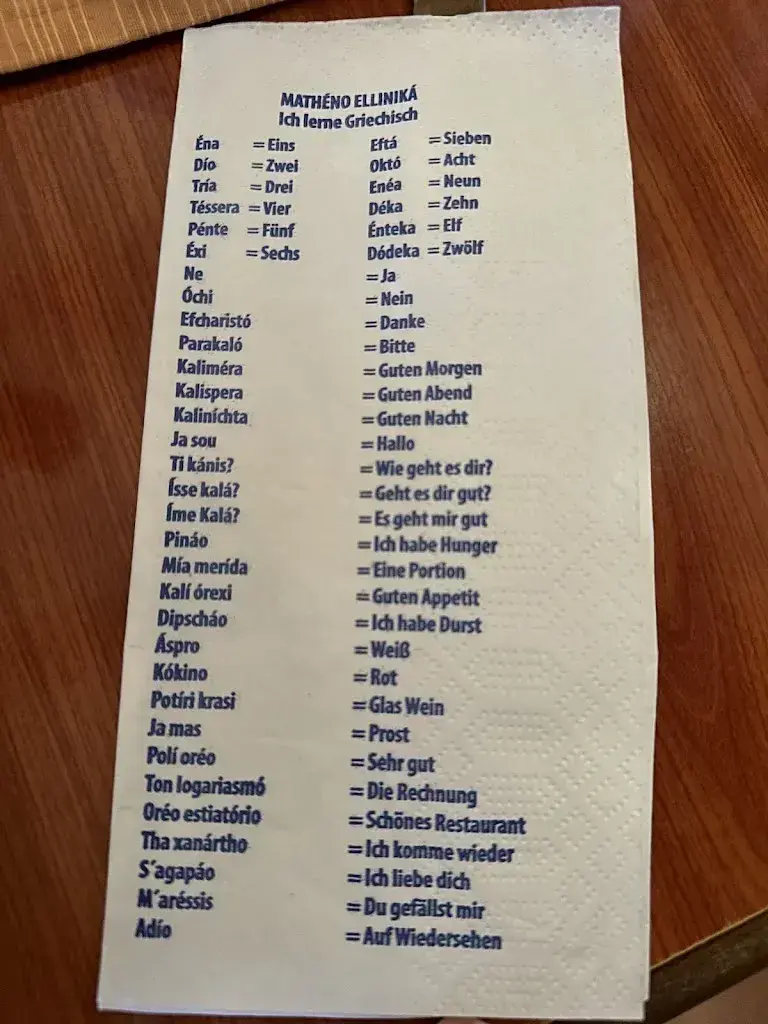 MATHÉNO ELLINIKÁ
Ich lerne Griechisch
Éna = Eins Eftá = Sieben
Dío = Zwei Októ = Acht
Tría = Drei Enéa = Neun
Téssera = Vier Déka = Zehn
Pénte = Fünf Énteka = Elf
Éxi = Sechs Dódeka = Zwölf
Ne = Ja
Óchi = Nein
Efcharistó = Danke
Parakaló = Bitte
Kaliméra = Guten Morgen
Kalispera = Guten Abend
Kaliníchta = Guten Nacht
Ja sou = Hallo
Ti kánis? = Wie geht es dir?
Ísse kalá? = Geht es dir gut?
Íme Kalá? = Es geht mir gut
Pináo = Ich habe Hunger
Mía merída = Eine Portion
Kalí órexi = Guten Appetit
Dipscháo = Ich habe Durst
Áspro = Weiß
Kókino = Rot
Potíri krasi = Glas Wein
Ja mas = Prost
Polí oréo = Sehr gut
Ton logariasmó = Die Rechnung
Oréo estiatório = Schönes Restaurant
Tha xanártho = Ich komme wieder
S´agapáo = Ich liebe dich
M´aréssis = Du gefällst mir
Adío = Auf Wiedersehen